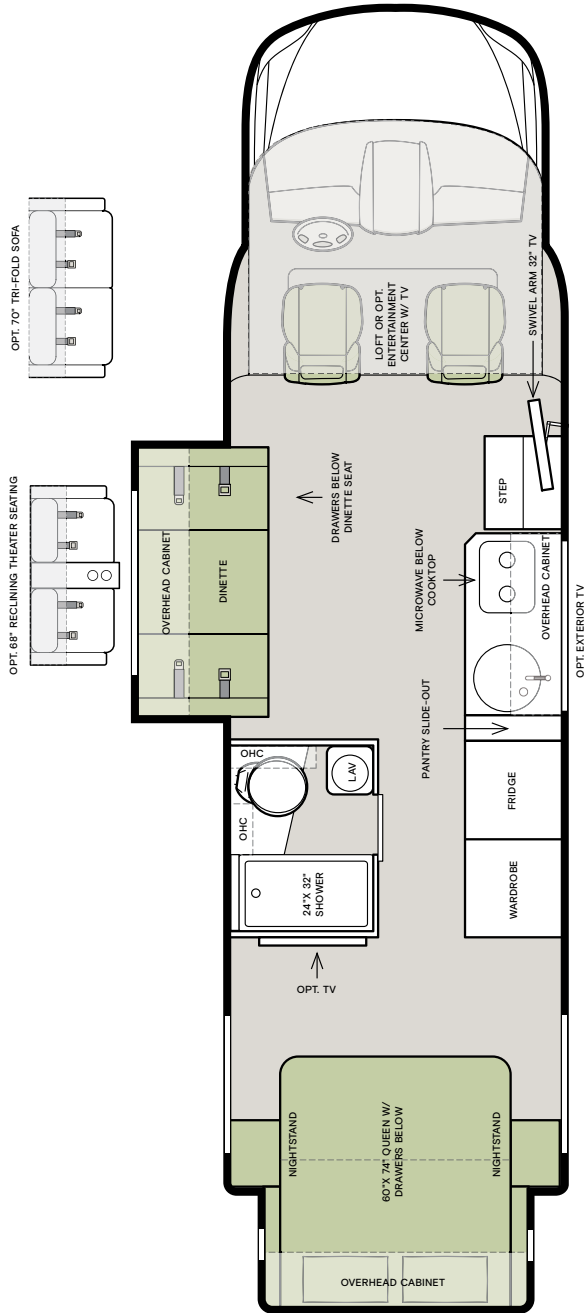 OPT. 70" TRI-FOLD SOFA
LOFT OR OPT.
ENTERTAINMENT
CENTER W/ TV
SWIVEL ARM 32" TV
OPT. 68" RECLINING THEATER SEATING
OVERHEAD CABINET
DINETTE
DRAWERS BELOW
DINETTE SEAT
STEP
MICROWAVE BELOW
COOKTOP
OVERHEAD CABINET
OPT. EXTERIOR TV
PANTRY SLIDE-OUT
OHC
LAV
OHC
FRIDGE
24"X 32"
SHOWER
WARDROBE
OPT. TV
NIGHTSTAND
60"X 74" QUEEN W/
DRAWERS BELOW
NIGHTSTAND
OVERHEAD CABINET